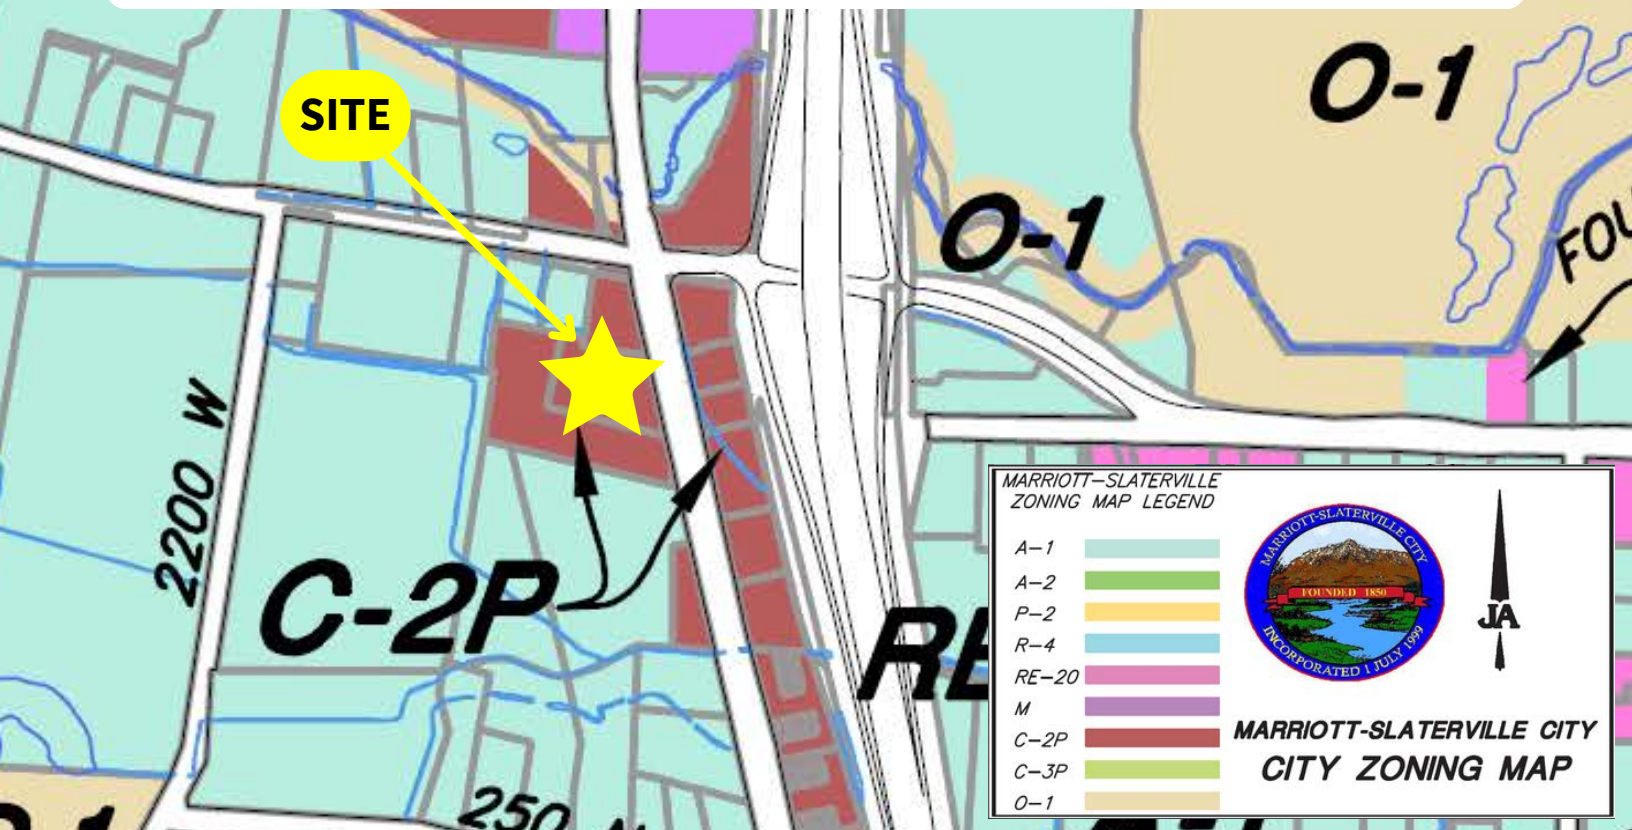 O-1
SITE
O-1
FOU
2200 W
C-2P
RE
250 N
MARRIOTT-SLATERVILLE
ZONING MAP LEGEND
A-1
A-2
P-2
R-4
RE-20
M
C-2P
C-3P
O-1
MARRIOTT-SLATERVILLE CITY
FOUNDED 1850
INCORPORATED 1 JULY 1999
JA
MARRIOTT-SLATERVILLE CITY
CITY ZONING MAP